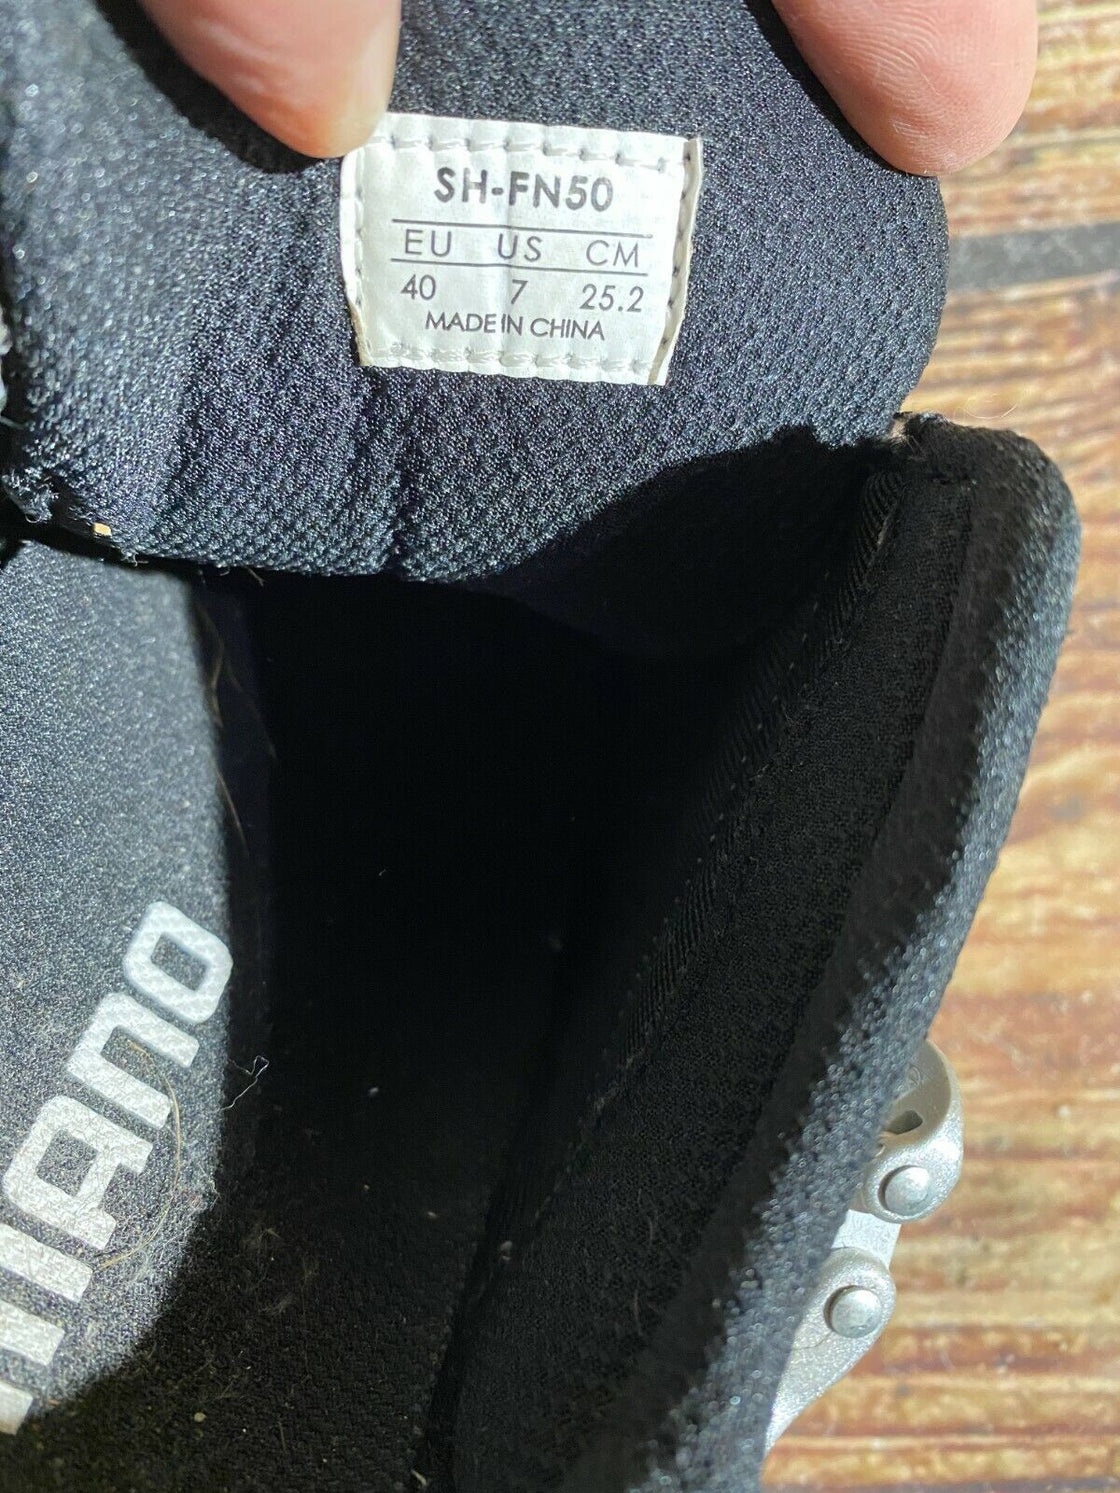 SH-FN50
EU US CM
40 7 25.2
MADE IN CHINA